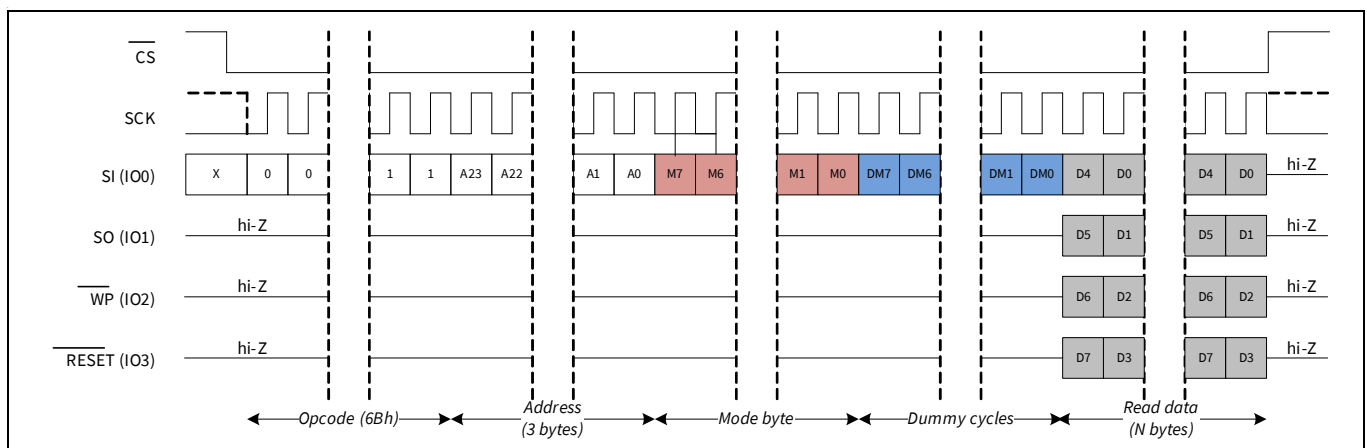 CS
SCK
SI (IO0) X 0 0 1 1 A23 A22 A1 A0 M7 M6 M1 M0 DM7 DM6 DM1 DM0 D4 D0 D4 D0 hi-Z
SO (IO1) hi-Z D5 D1 D5 D1 hi-Z
WP (IO2) hi-Z D6 D2 D6 D2 hi-Z
RESET (IO3) hi-Z D7 D3 D7 D3 hi-Z
Opcode (6Bh) Address Mode byte Dummy cycles Read data
(3 bytes) (N bytes)